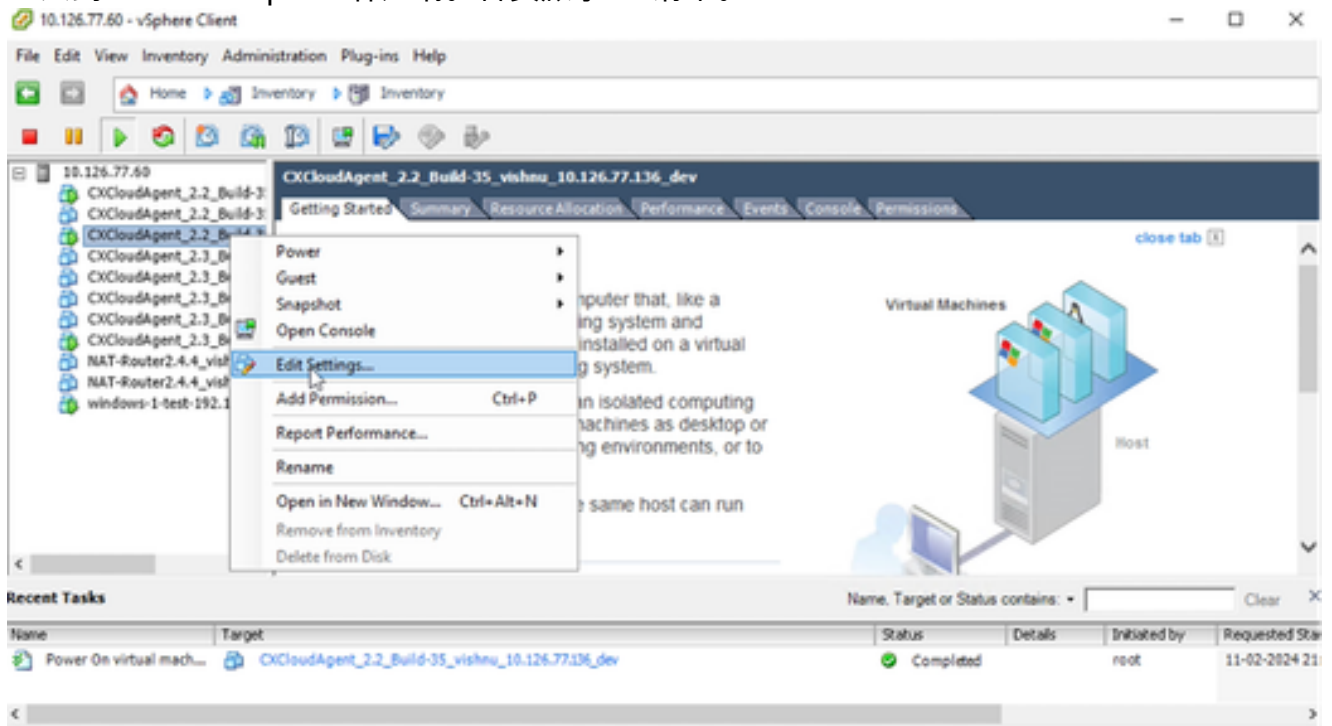 10.126.77.60 - vSphere Client
File Edit View Inventory Administration Plug-ins Help
Home Inventory Inventory
10.126.77.60
CXCloudAgent_2.2_Build-3
CXCloudAgent_2.2_Build-3
CXCloudAgent_2.2_B
CXCloudAgent_2.3_B
CXCloudAgent_2.3_B
CXCloudAgent_2.3_B
CXCloudAgent_2.3_B
CXCloudAgent_2.3_B
NAT-Router2.4.4_vish
NAT-Router2.4.4_vish
windows-1-test-192.1
CXCloudAgent_2.2_Build-35_vishnu_10.126.77.136_dev
Getting Started Summary Resource Allocation Performance Events Console Permissions
close tab
Power
Guest
Snapshot
Open Console
Edit Settings...
Add Permission... Ctrl+P
Report Performance...
Rename
Open in New Window... Ctrl+Alt+N
Remove from Inventory
Delete from Disk
mputer that, like a
ing system and
installed on a virtual
g system.
an isolated computing
machines as desktop or
ng environments, or to
e same host can run
Virtual Machines
Host
Recent Tasks
Name, Target or Status contains:
Clear
Name Target Status Details Initiated by Requested Star
Power On virtual mach... CXCloudAgent_2.2_Build-35_vishnu_10.126.77.136_dev Completed root 11-02-2024 21: